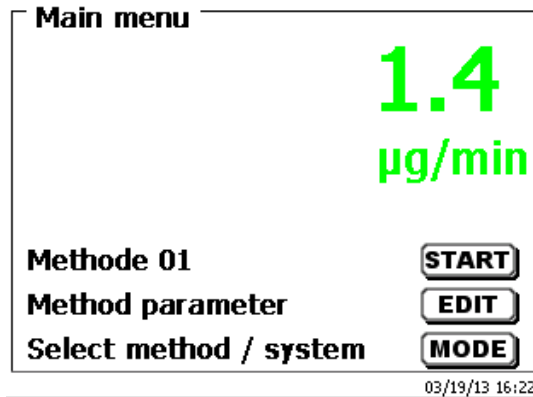 Main menu
1.4
µg/min
Methode 01 START
Method parameter EDIT
Select method / system MODE
03/19/13 16:22